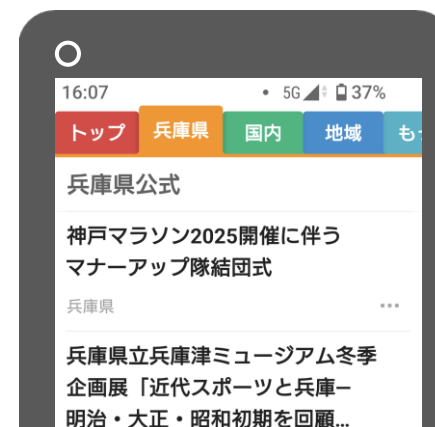 16:07
5G 37%
トップ 兵庫県 国内 地域 も
兵庫県公式
神戸マラソン2025開催に伴う
マナーアップ隊結団式
兵庫県
兵庫県立兵庫津ミュージアム冬季
企画展「近代スポーツと兵庫–
明治・大正・昭和初期を回顧...